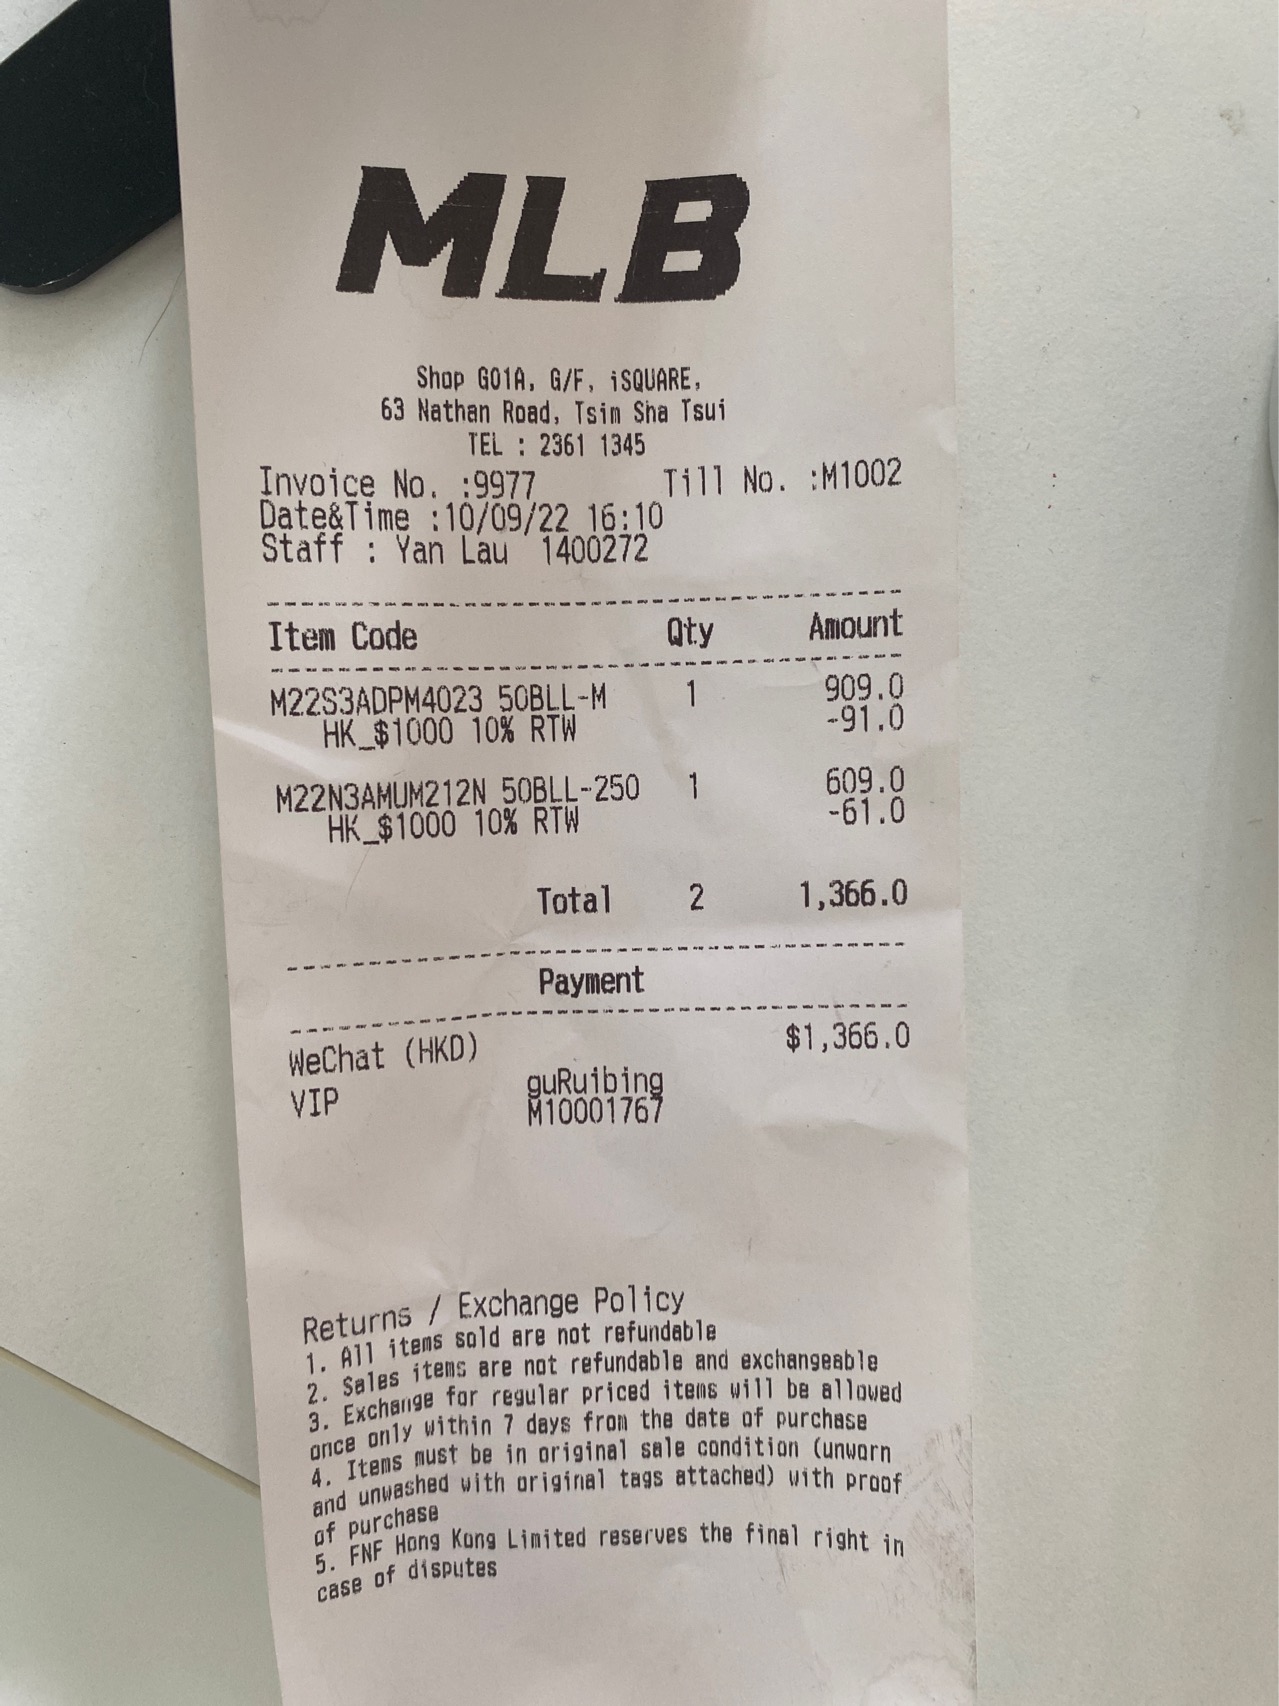 MLB
Shop G01A, G/F, iSQUARE,
63 Nathan Road, Tsim Sha Tsui
TEL : 2361 1345
Invoice No. :9977 Till No. :M1002
Date&Time :10/09/22 16:10
Staff : Yan Lau 1400272
Item Code Qty Amount
M22S3ADPM4023 50BLL-M 1 909.0
HK_$1000 10% RTW -91.0
M22N3AMUM212N 50BLL-250 1 609.0
HK_$1000 10% RTW -61.0
Total 2 1,366.0
Payment
WeChat (HKD) $1,366.0
VIP guRuibing
M10001767
Returns / Exchange Policy
1. All items sold are not refundable
2. Sales items are not refundable and exchangeable
3. Exchange for regular priced items will be allowed
once only within 7 days from the date of purchase
4. Items must be in original sale condition (unworn
and unwashed with original tags attached) with proof
of purchase
5. FNF Hong Kong Limited reserves the final right in
case of disputes